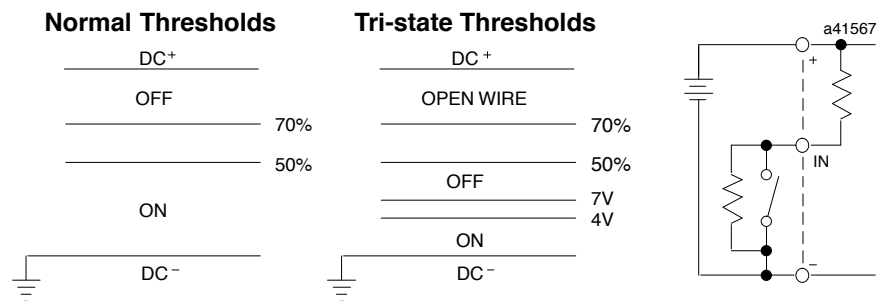 Normal Thresholds
DC+
OFF
70%
50%
ON
DC−
Tri-state Thresholds
DC +
OPEN WIRE
70%
50%
OFF
7V
4V
ON
DC−
a41567
+
IN
−